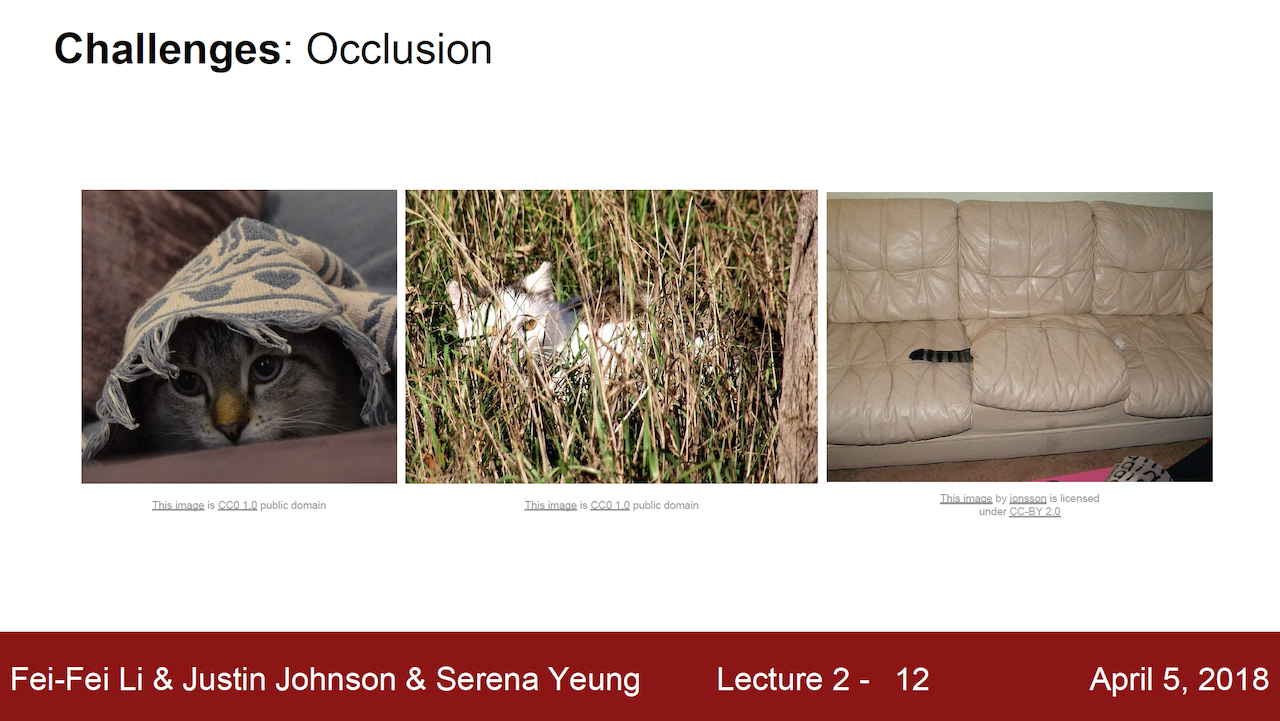 Challenges: Occlusion
This image is CC0 1.0 public domain
This image is CC0 1.0 public domain
This image by jonsson is licensed
under CC-BY 2.0
Fei-Fei Li & Justin Johnson & Serena Yeung
Lecture 2 - 12
April 5, 2018